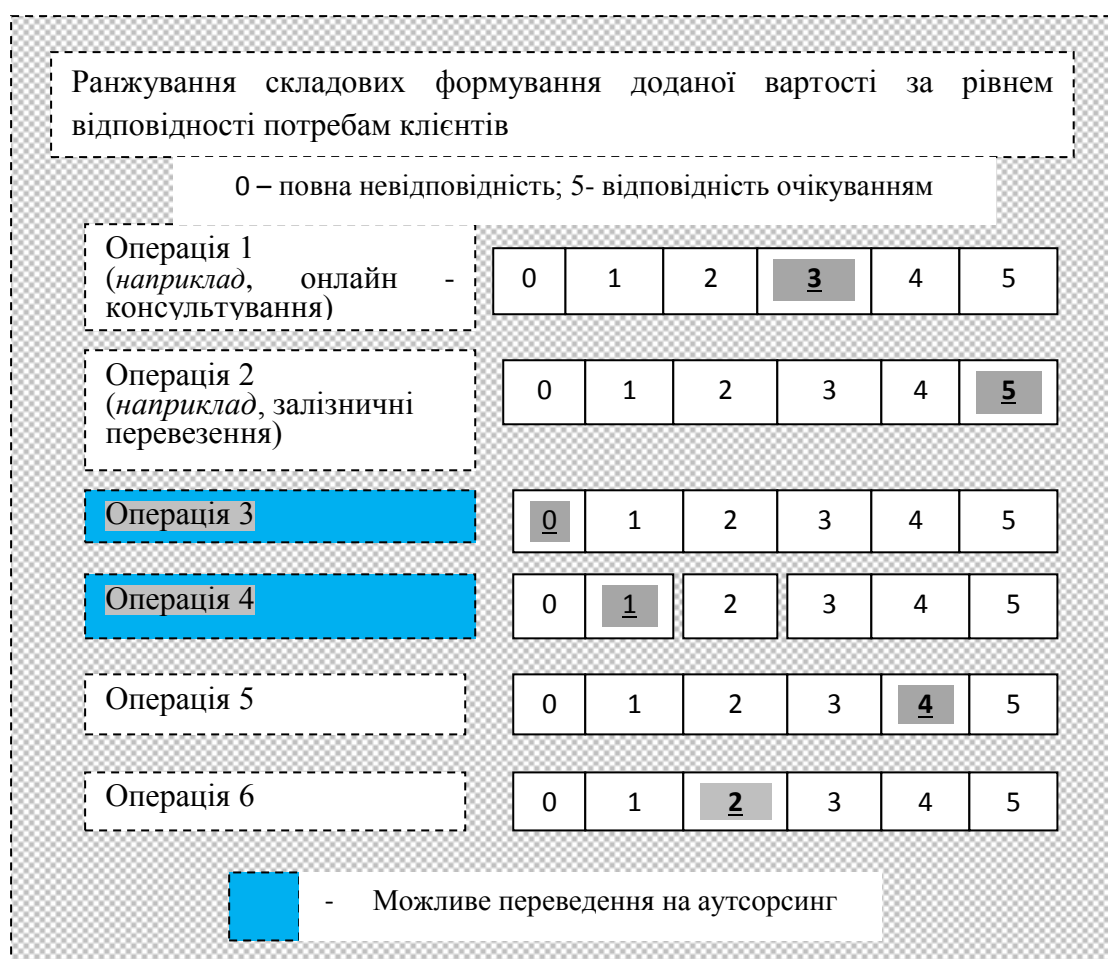 Ранжування складових формування доданої вартості за рівнем
відповідності потребам клієнтів
0 – повна невідповідність; 5- відповідність очікуванням
Операція 1
(наприклад, онлайн -
консультування)
0 1 2 3 4 5
Операція 2
(наприклад, залізничні
перевезення)
0 1 2 3 4 5
Операція 3
0 1 2 3 4 5
Операція 4
0 1 2 3 4 5
Операція 5
0 1 2 3 4 5
Операція 6
0 1 2 3 4 5
- Можливе переведення на аутсорсинг